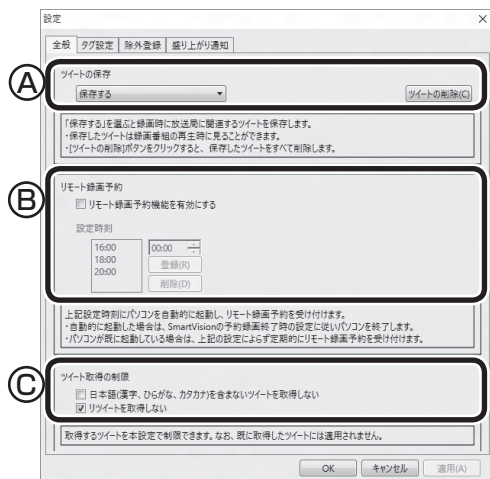 設定
全般 タグ設定 除外登録 盛り上がり通知
Ⓐ
ツイートの保存
保存する ツイートの削除(C)
「保存する」を選ぶと録画時に放送局に関連するツイートを保存します。
・保存したツイートは録画番組の再生時に見ることができます。
・[ツイートの削除]ボタンをクリックすると、保存したツイートをすべて削除します。
Ⓑ
リモート録画予約
リモート録画予約機能を有効にする
設定時刻
16:00 00:00
18:00 登録(R)
20:00 削除(D)
上記設定時刻にパソコンを自動的に起動し、リモート録画予約を受け付けます。
・自動的に起動した場合は、SmartVisionの予約録画終了時の設定に従いパソコンを終了します。
・パソコンが既に起動している場合は、上記の設定によらず定期的にリモート録画予約を受け付けます。
Ⓒ
ツイート取得の制限
日本語(漢字、ひらがな、カタカナ)を含まないツイートを取得しない
リツイートを取得しない
取得するツイートを本設定で制限できます。なお、既に取得したツイートには適用されません。
OK キャンセル 適用(A)